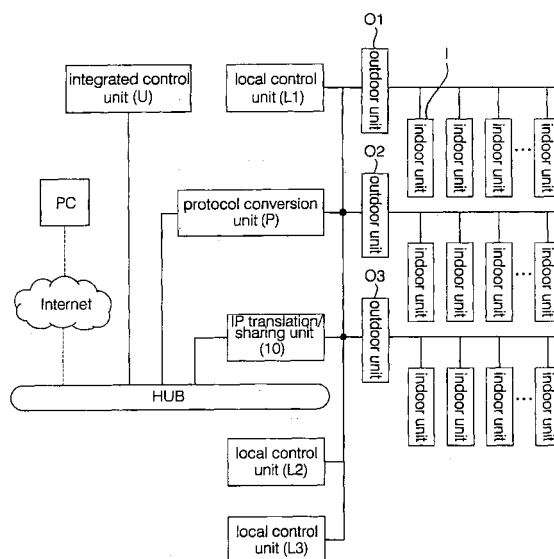 O1
integrated control
unit (U)
local control
unit (L1)
outdoor unit
I
indoor unit
indoor unit
indoor unit
...
indoor unit
O2
PC
protocol conversion
unit (P)
outdoor unit
indoor unit
indoor unit
indoor unit
...
indoor unit
O3
Internet
IP translation/
sharing unit
(10)
outdoor unit
HUB
indoor unit
indoor unit
indoor unit
...
indoor unit
local control
unit (L2)
local control
unit (L3)